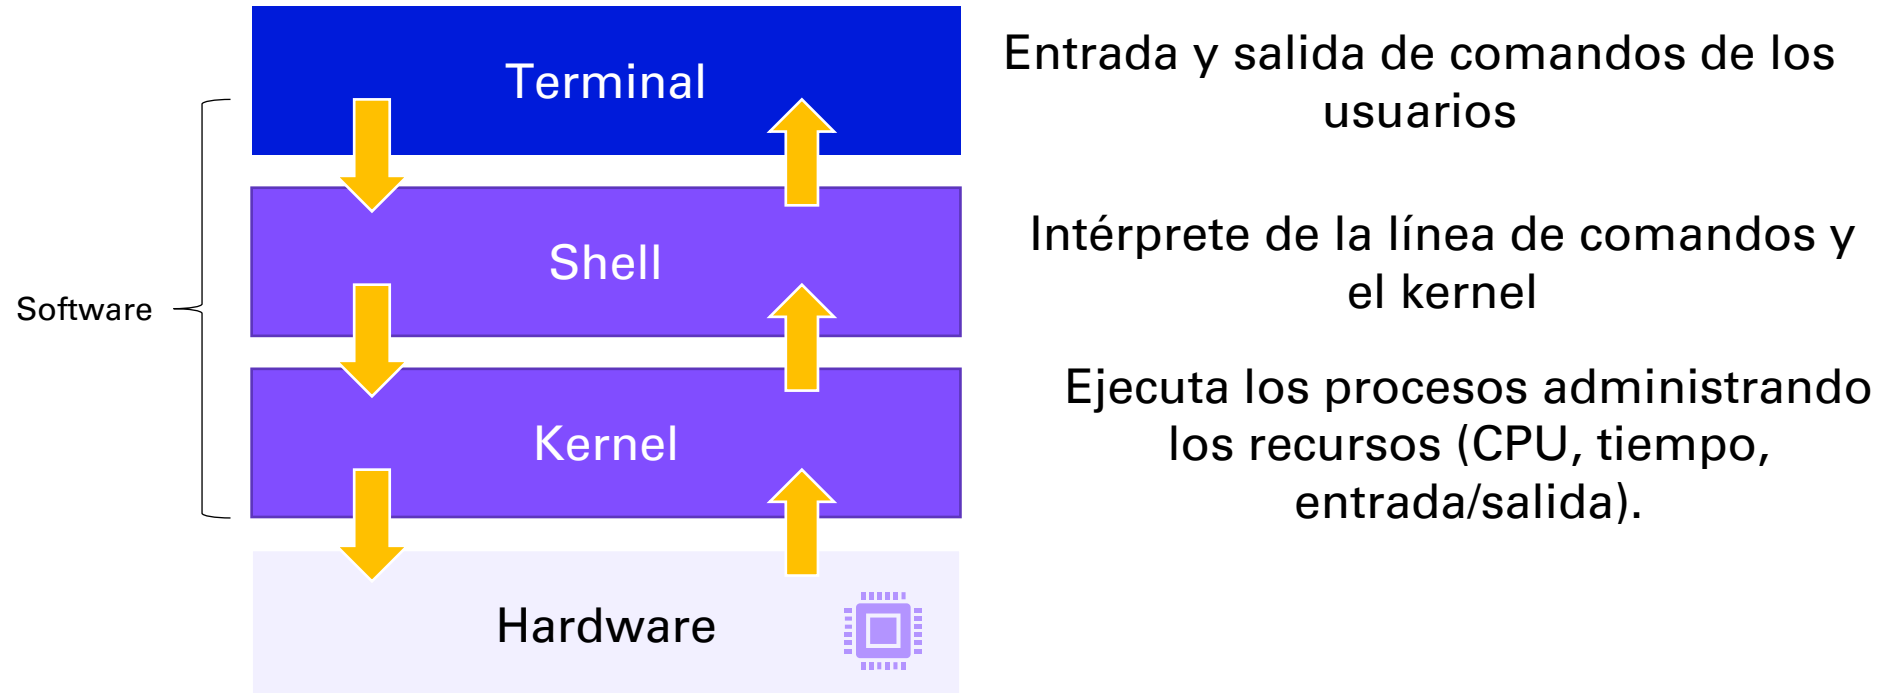 Terminal
Entrada y salida de comandos de los
usuarios
Shell
Intérprete de la línea de comandos y
el kernel
Software
Kernel
Ejecuta los procesos administrando
los recursos (CPU, tiempo,
entrada/salida).
Hardware